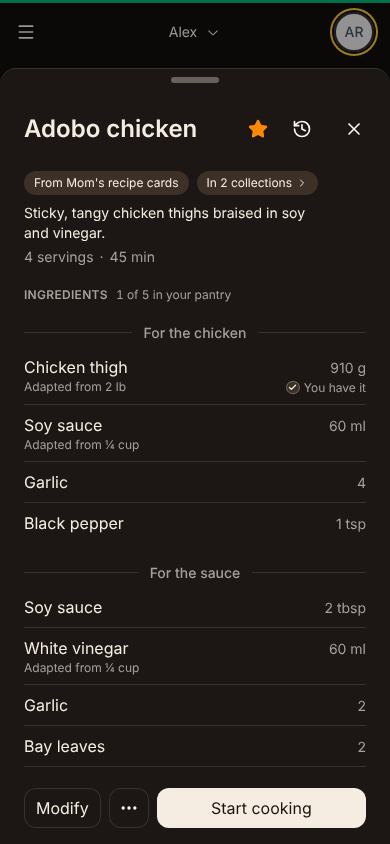 Alex
AR
Adobo chicken
From Mom's recipe cards
In 2 collections
Sticky, tangy chicken thighs braised in soy
and vinegar.
4 servings · 45 min
INGREDIENTS 1 of 5 in your pantry
For the chicken
Chicken thigh 910 g
Adapted from 2 lb You have it
Soy sauce 60 ml
Adapted from ¼ cup
Garlic 4
Black pepper 1 tsp
For the sauce
Soy sauce 2 tbsp
White vinegar 60 ml
Adapted from ¼ cup
Garlic 2
Bay leaves 2
Modify
Start cooking